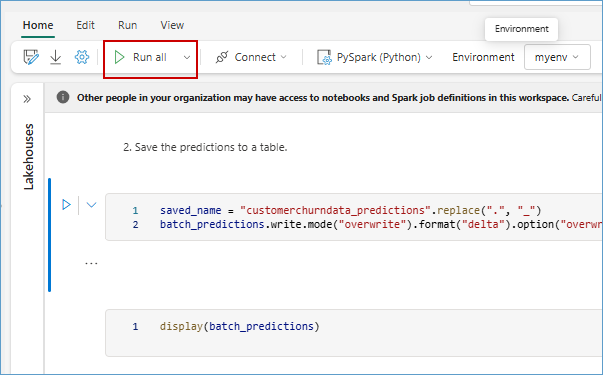 Home Edit Run View
Environment
Run all Connect PySpark (Python) Environment myenv
Other people in your organization may have access to notebooks and Spark job definitions in this workspace. Careful
Lakehouses
2. Save the predictions to a table.
1 saved_name = "customerchurndata_predictions".replace(".", "_")
2 batch_predictions.write.mode("overwrite").format("delta").option("overwr
...
1 display(batch_predictions)